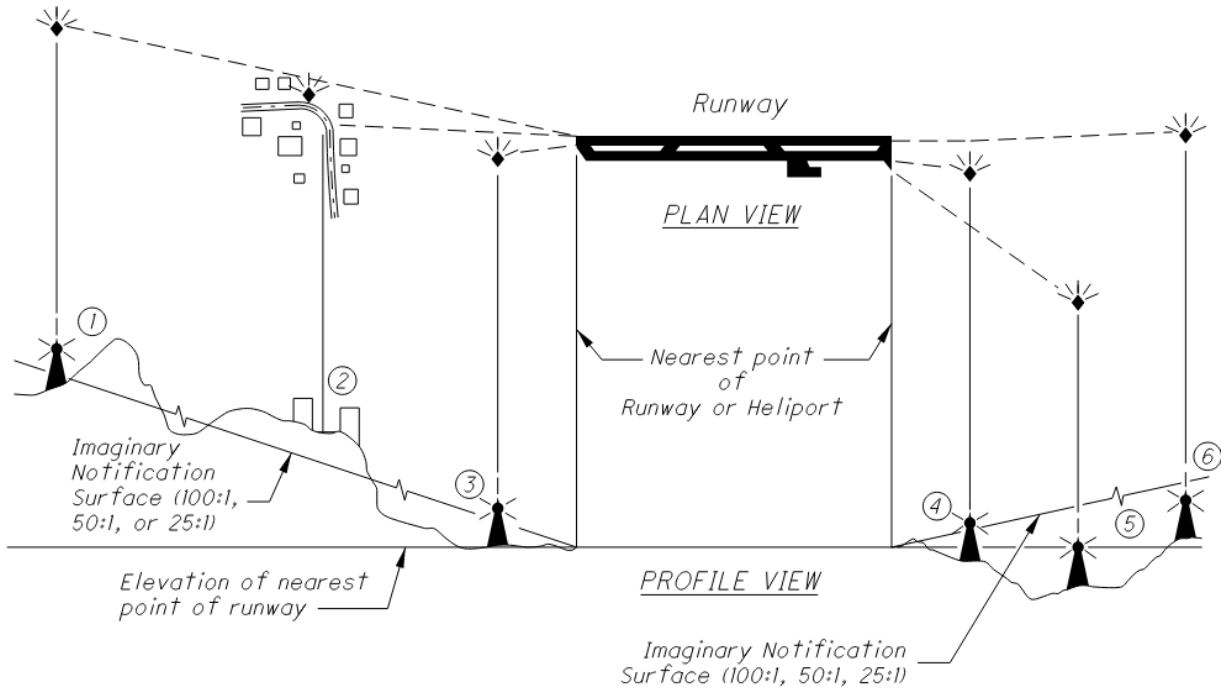 Runway
PLAN VIEW
1
2
Nearest point
of
Runway or Heliport
Imaginary
Notification
Surface (100:1,
50:1, or 25:1)
3
4
5
6
Elevation of nearest
point of runway
PROFILE VIEW
Imaginary Notification
Surface (100:1, 50:1, 25:1)